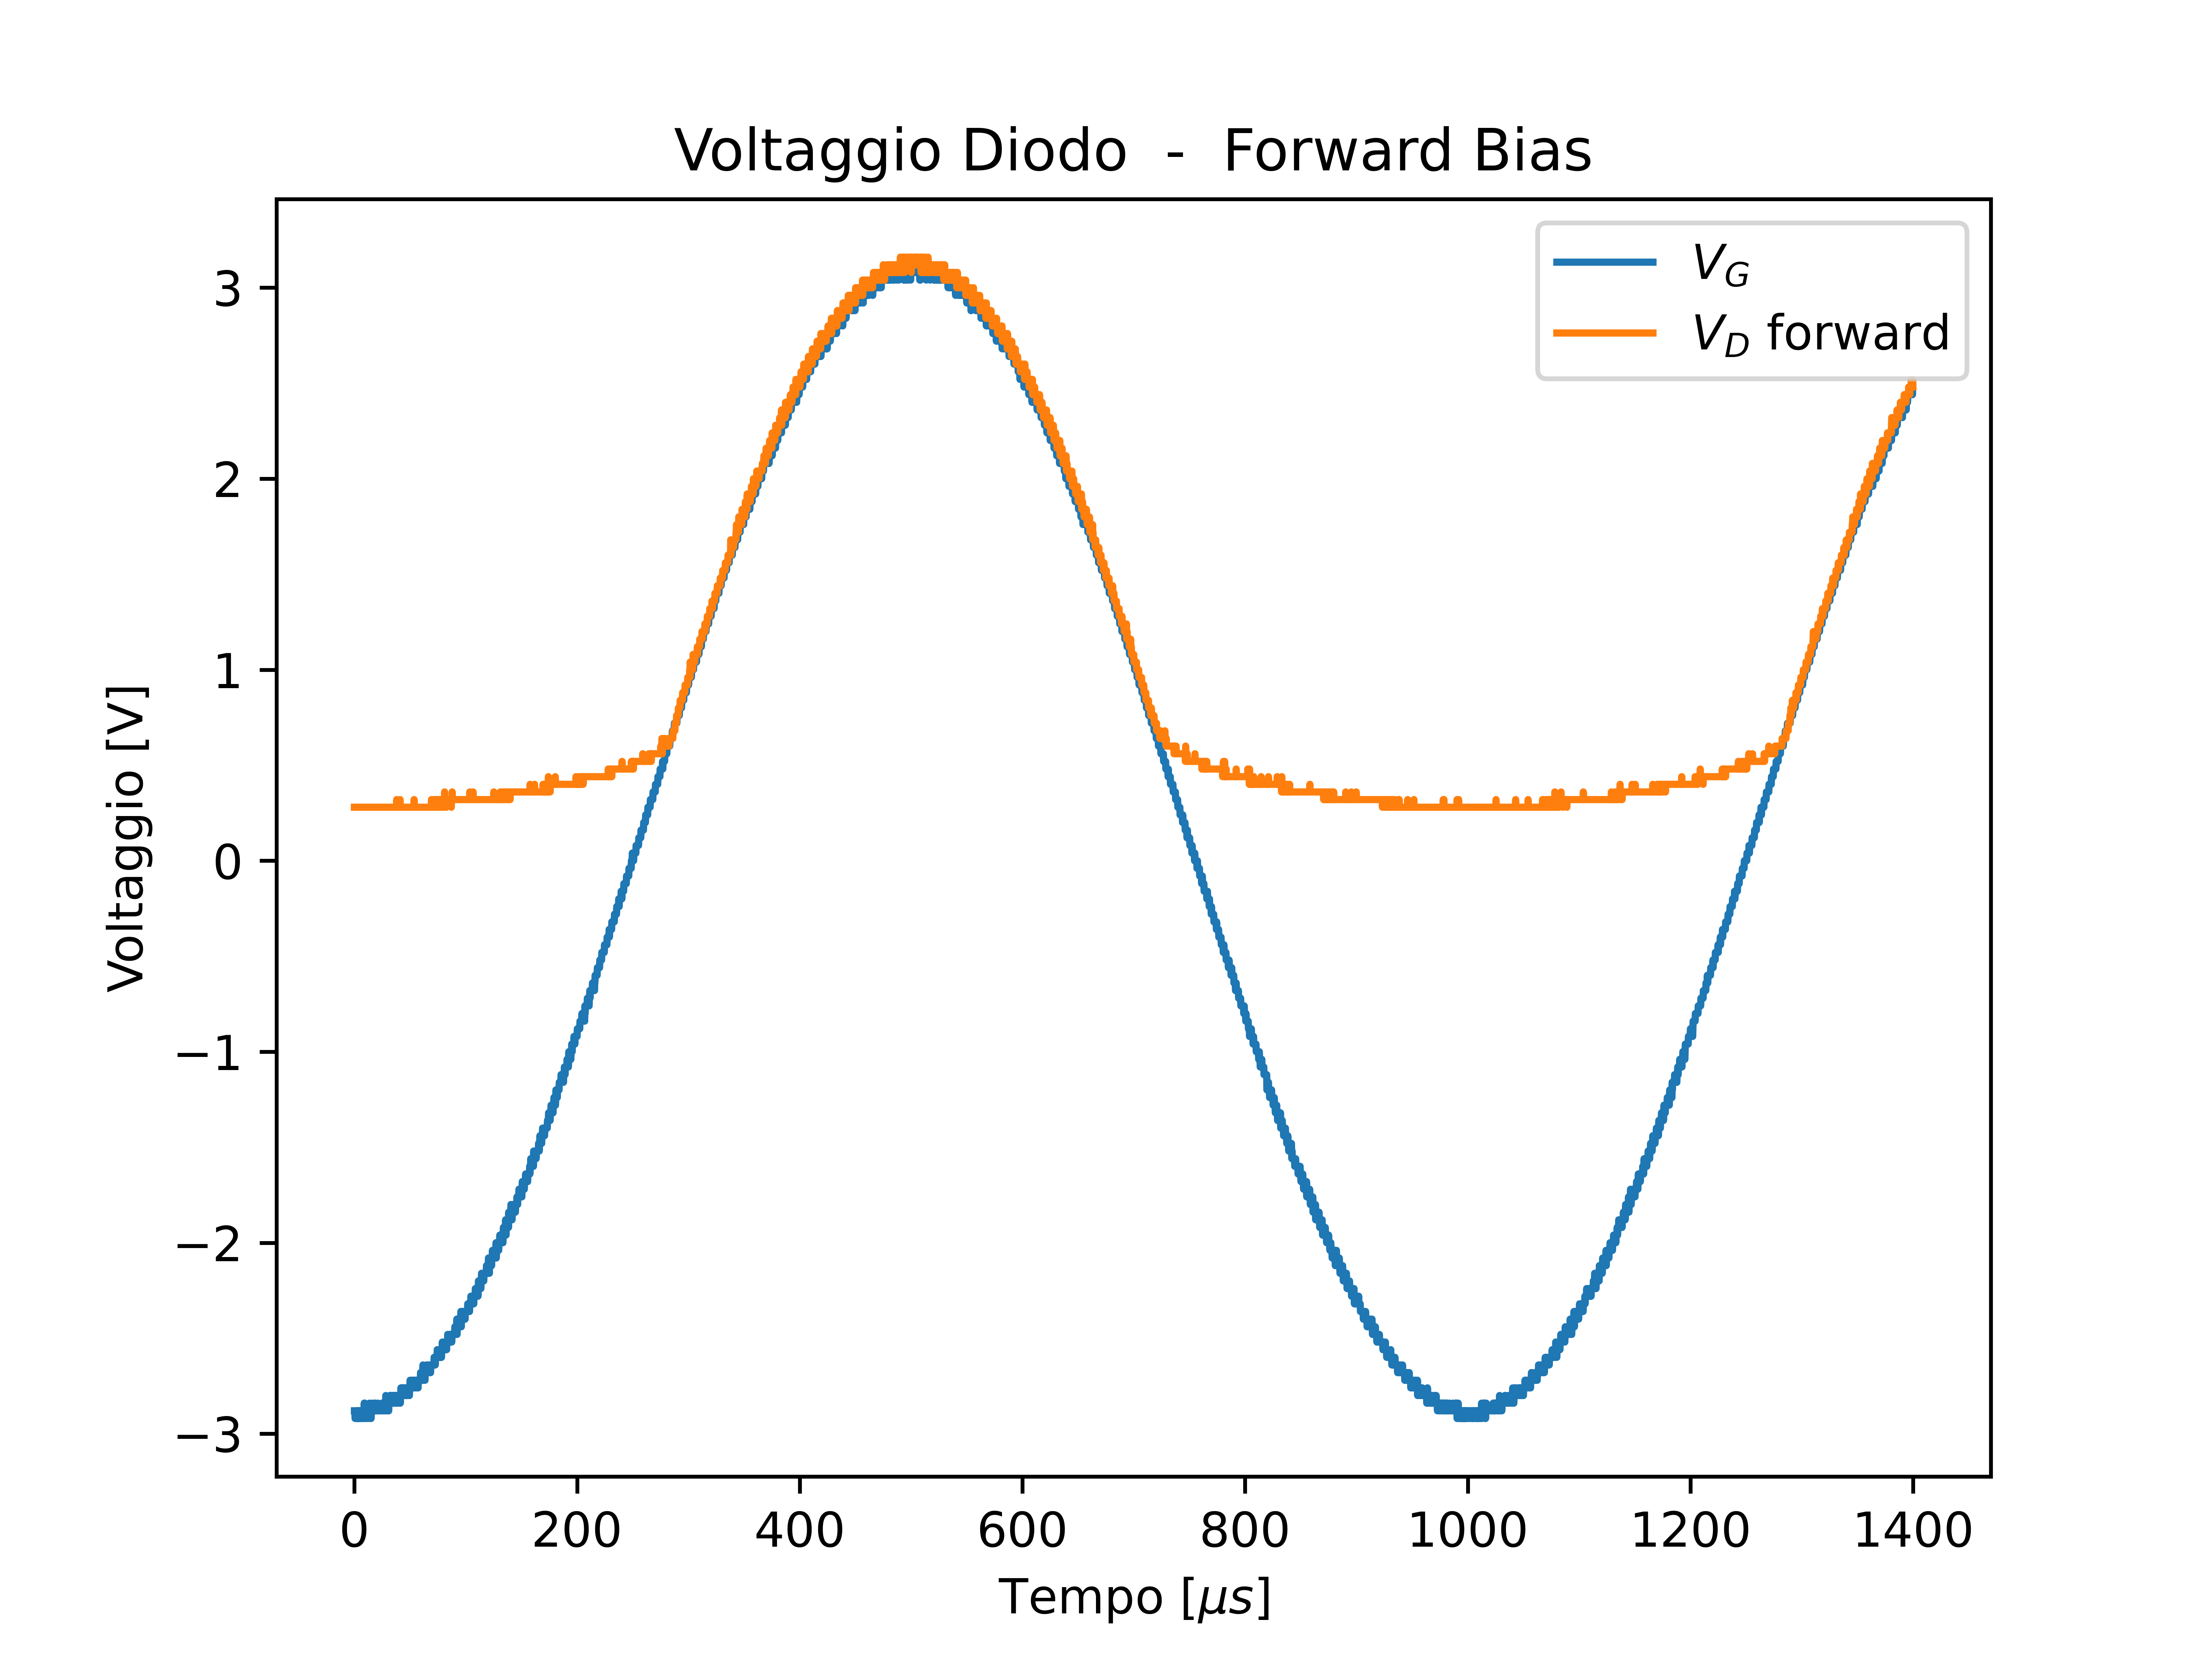 Voltaggio Diodo - Forward Bias
V_G
V_D forward
3
2
1
0
−1
−2
−3
Voltaggio [V]
0 200 400 600 800 1000 1200 1400
Tempo [μs]